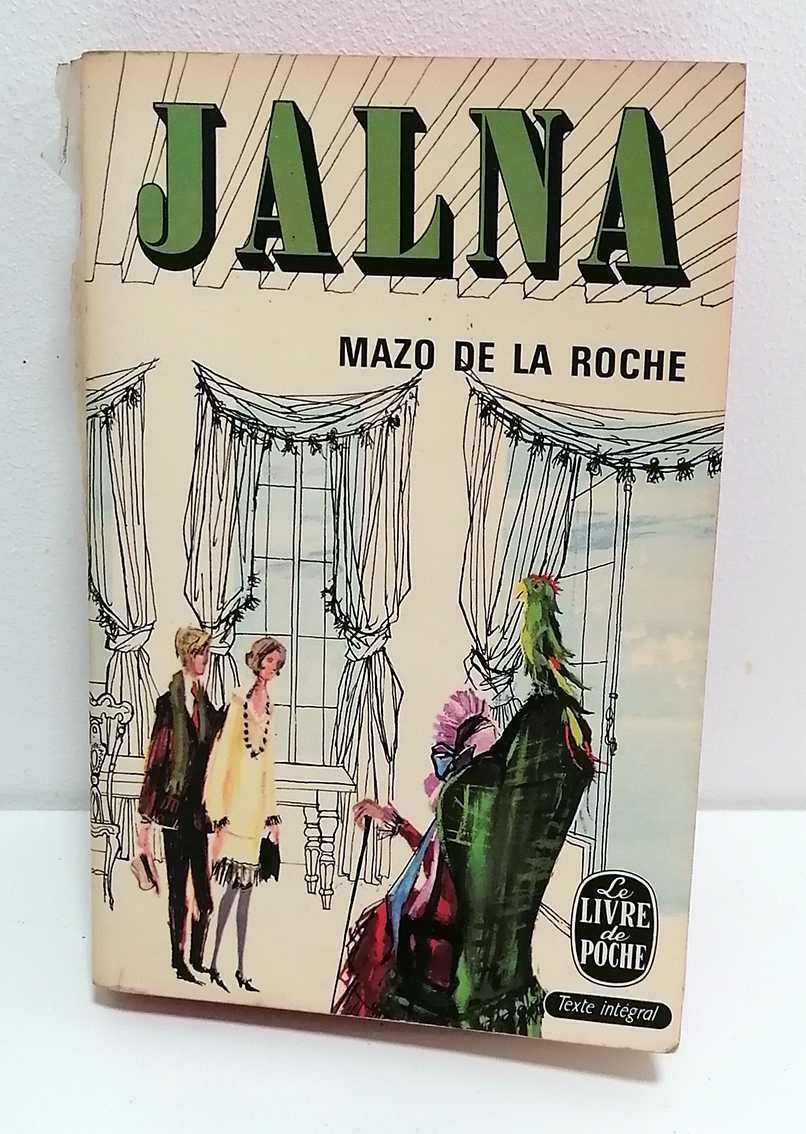 JALNA
MAZO DE LA ROCHE
Le
LIVRE
de
POCHE
Texte intégral